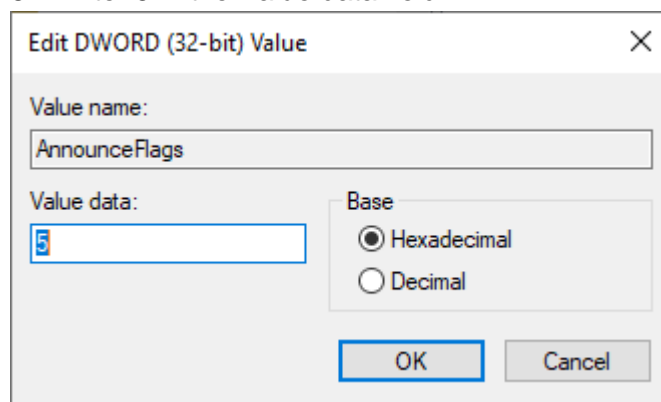 Edit DWORD (32-bit) Value
Value name:
AnnounceFlags
Value data:
5
Base
Hexadecimal
Decimal
OK
Cancel